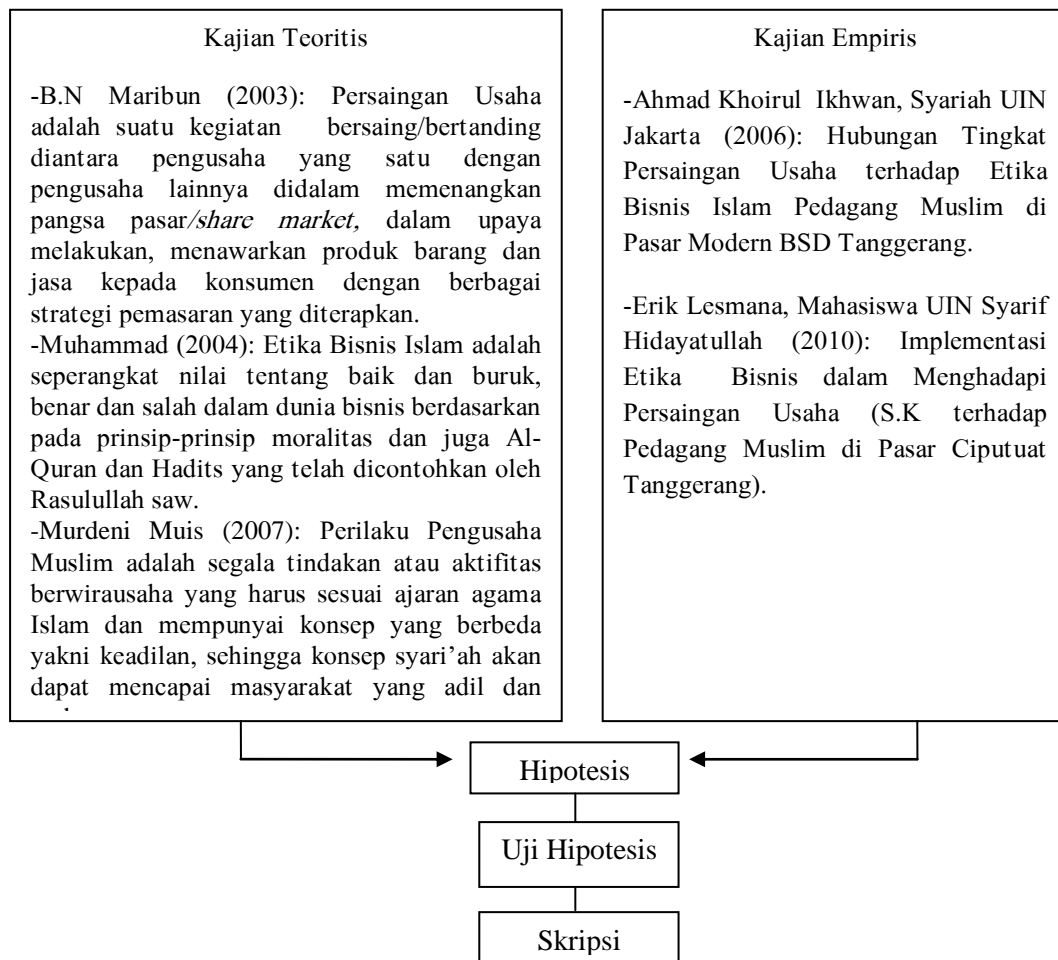 Kajian Teoritis
-B.N Maribun (2003): Persaingan Usaha
adalah suatu kegiatan bersaing/bertanding
diantara pengusaha yang satu dengan
pengusaha lainnya didalam memenangkan
pangsa pasar/share market, dalam upaya
melakukan, menawarkan produk barang dan
jasa kepada konsumen dengan berbagai
strategi pemasaran yang diterapkan.
-Muhammad (2004): Etika Bisnis Islam adalah
seperangkat nilai tentang baik dan buruk,
benar dan salah dalam dunia bisnis berdasarkan
pada prinsip-prinsip moralitas dan juga Al-
Quran dan Hadits yang telah dicontohkan oleh
Rasulullah saw.
-Murdeni Muis (2007): Perilaku Pengusaha
Muslim adalah segala tindakan atau aktifitas
berwirausaha yang harus sesuai ajaran agama
Islam dan mempunyai konsep yang berbeda
yakni keadilan, sehingga konsep syari’ah akan
dapat mencapai masyarakat yang adil dan
Kajian Empiris
-Ahmad Khoirul Ikhwan, Syariah UIN
Jakarta (2006): Hubungan Tingkat
Persaingan Usaha terhadap Etika
Bisnis Islam Pedagang Muslim di
Pasar Modern BSD Tanggerang.
-Erik Lesmana, Mahasiswa UIN Syarif
Hidayatullah (2010): Implementasi
Etika Bisnis dalam Menghadapi
Persaingan Usaha (S.K terhadap
Pedagang Muslim di Pasar Ciputuat
Tanggerang).
Hipotesis
Uji Hipotesis
Skripsi